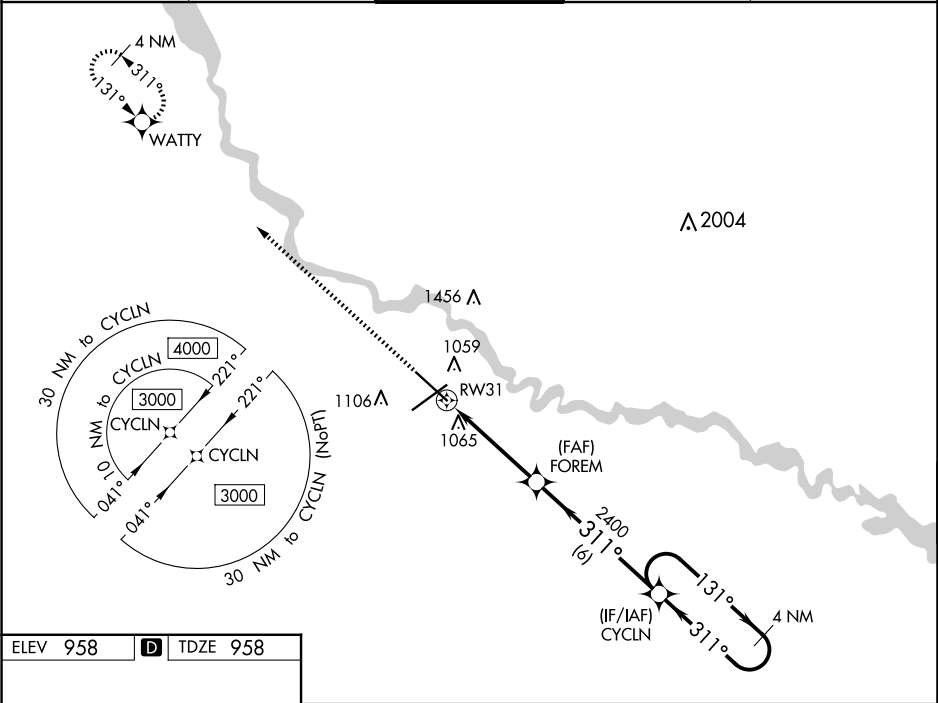 4 NM
311°
131°
WATTY
2004
1456
1059
RW31
1106
1065
30 NM to CYCLN
4000
221°
10 NM to CYCLN
3000
221°
CYCLN
CYCLN
3000
041°
041°
30 NM to CYCLN (NoPT)
(FAF)
FOREM
2400
311°
(6)
131°
4 NM
(IF/IAF)
CYCLN
311°
ELEV 958
D
TDZE 958